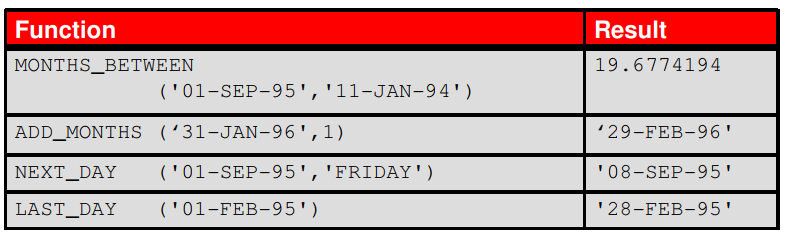 Function Result
MONTHS_BETWEEN 19.6774194
('01-SEP-95','11-JAN-94')
ADD_MONTHS (‘31-JAN-96',1) ‘29-FEB-96'
NEXT_DAY ('01-SEP-95','FRIDAY') '08-SEP-95'
LAST_DAY ('01-FEB-95') '28-FEB-95'